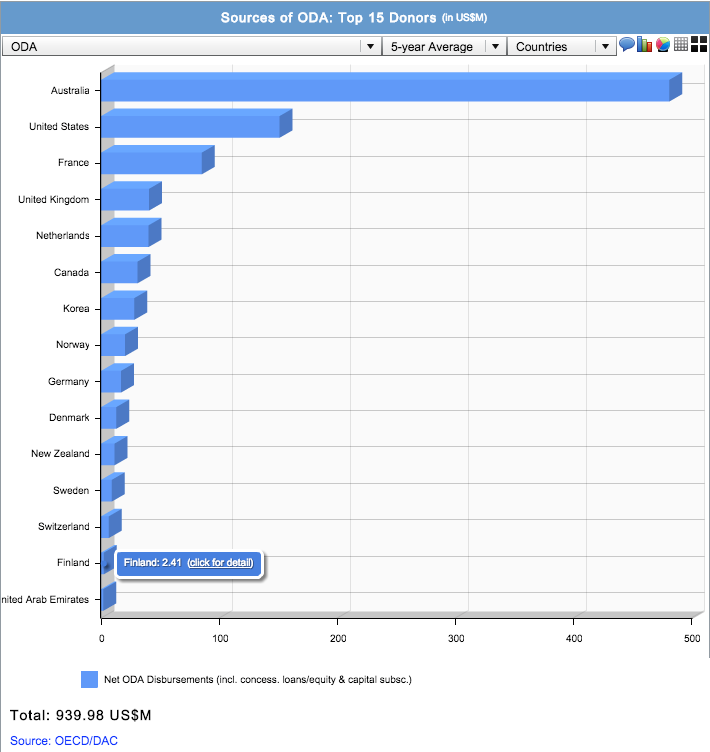 Sources of ODA: Top 15 Donors (in US$M)
ODA 5-year Average Countries
Australia
United States
France
United Kingdom
Netherlands
Canada
Korea
Norway
Germany
Denmark
New Zealand
Sweden
Switzerland
Finland
Finland: 2.41 (click for detail)
nited Arab Emirates
0 100 200 300 400 500
Net ODA Disbursements (incl. concess. loans/equity & capital subsc.)
Total: 939.98 US$M
Source: OECD/DAC